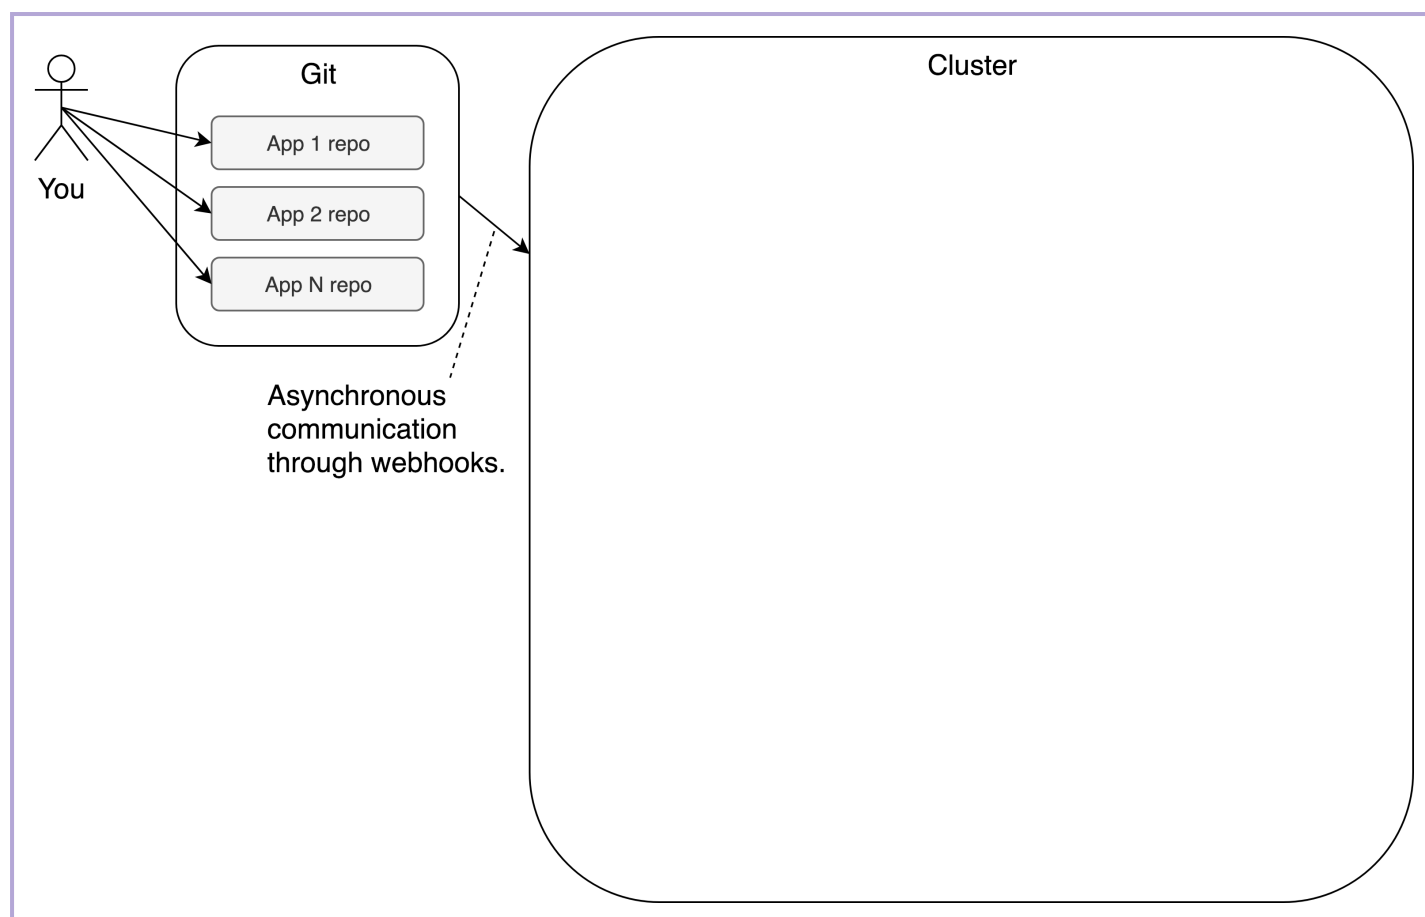 You
Git
App 1 repo
App 2 repo
App N repo
Asynchronous
communication
through webhooks.
Cluster